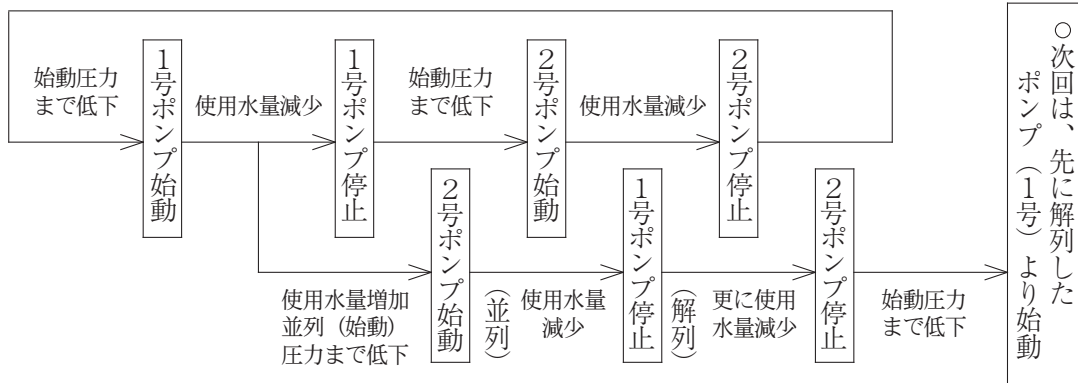 始動圧力
まで低下
1号ポンプ始動
使用水量減少
1号ポンプ停止
始動圧力
まで低下
2号ポンプ始動
使用水量減少
2号ポンプ停止
使用水量増加
並列（始動）
圧力まで低下
2号ポンプ始動
（並列）
使用水量
減少
1号ポンプ停止
（解列）
更に使用
水量減少
2号ポンプ停止
始動圧力
まで低下
○次回は、先に解列した
ポンプ（1号）より始動